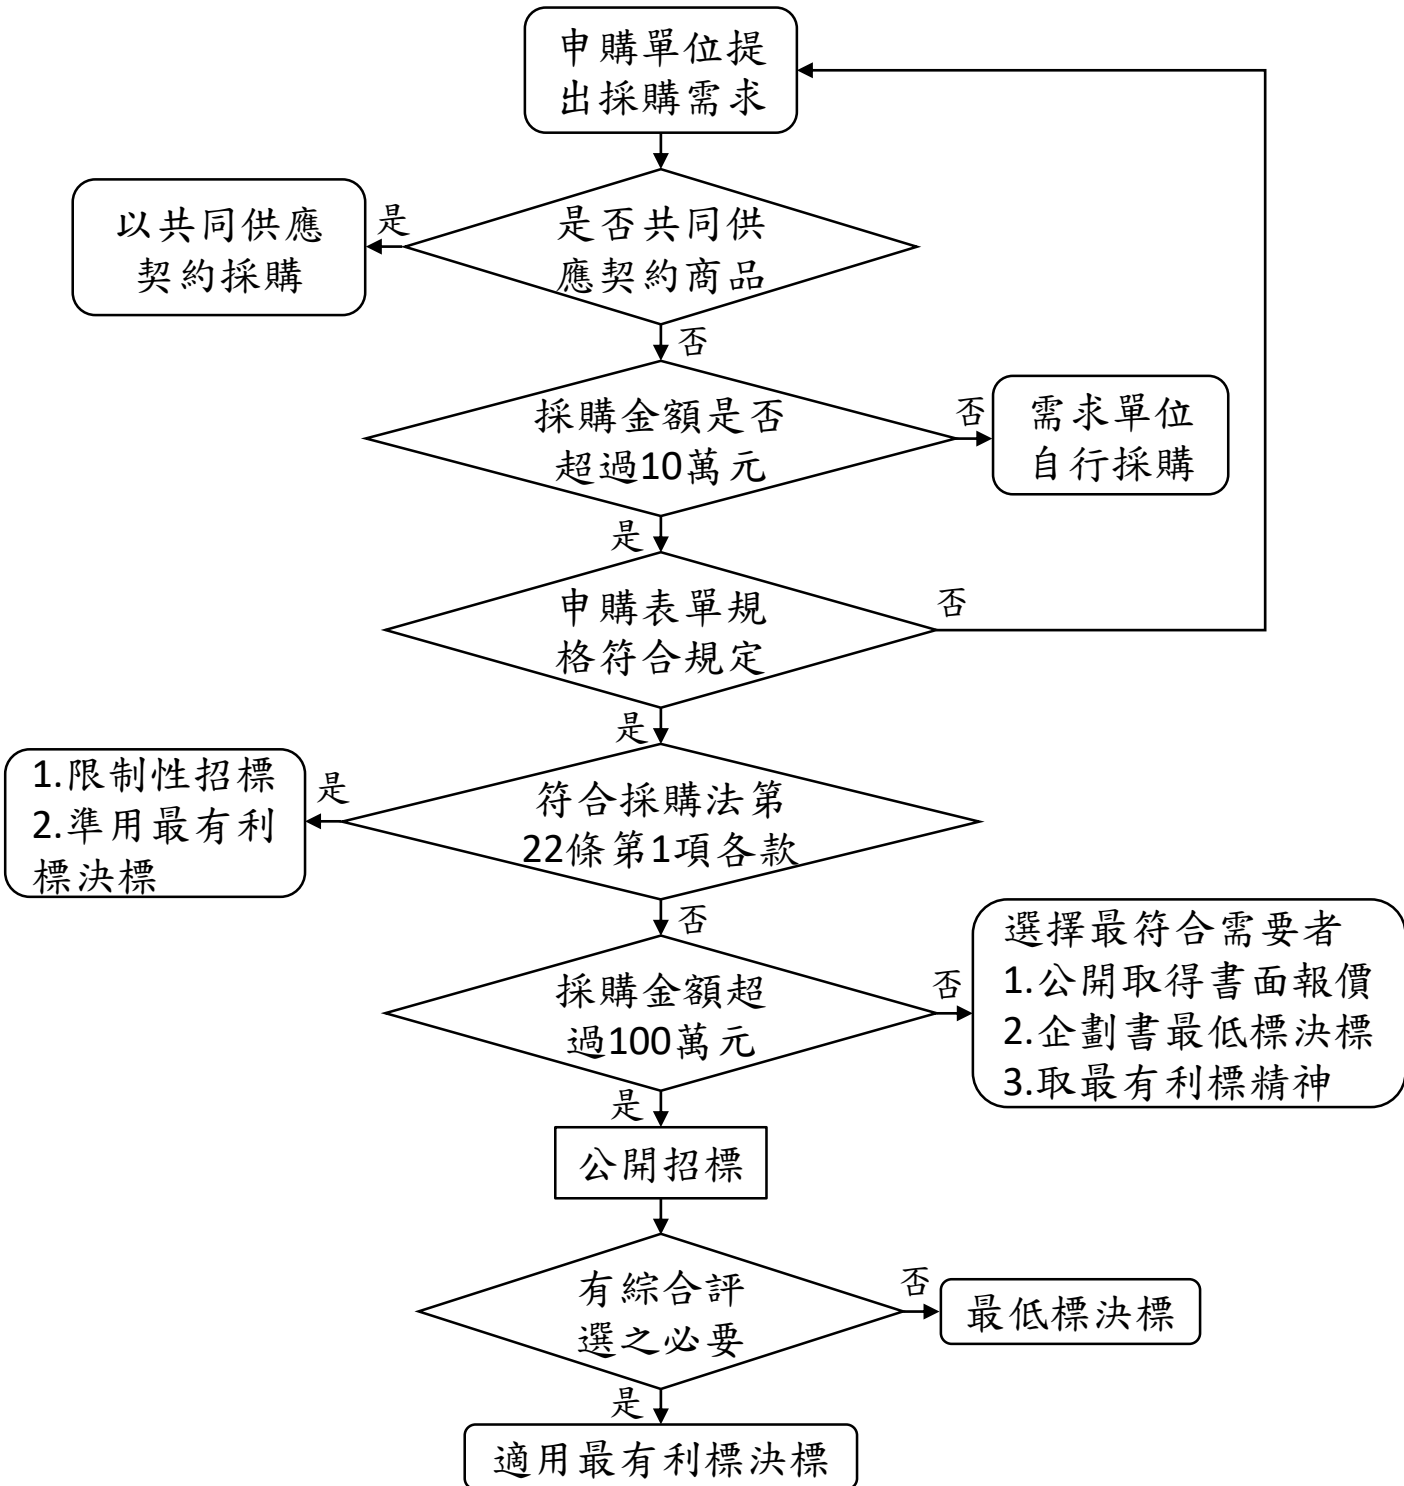 申購單位提
出採購需求
是
以共同供應
契約採購
是否共同供
應契約商品
否
採購金額是否
超過10萬元
否
需求單位
自行採購
是
申購表單規
格符合規定
否
是
1.限制性招標
2.準用最有利
標決標
是
符合採購法第
22條第1項各款
否
採購金額超
過100萬元
否
選擇最符合需要者
1.公開取得書面報價
2.企劃書最低標決標
3.取最有利標精神
是
公開招標
有綜合評
選之必要
否
最低標決標
是
適用最有利標決標